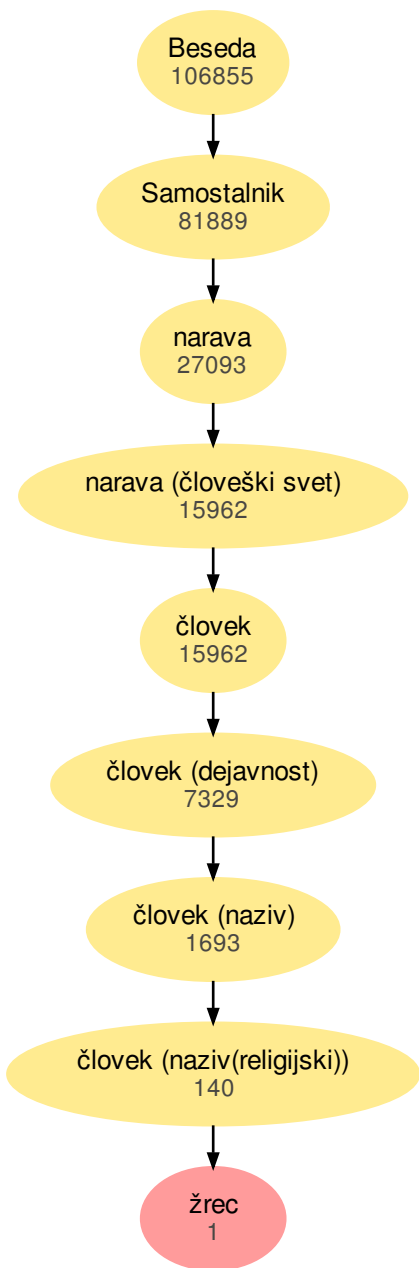 Beseda
106855
Samostalnik
81889
narava
27093
narava (človeški svet)
15962
človek
15962
človek (dejavnost)
7329
človek (naziv)
1693
človek (naziv(religijski))
140
žrec
1